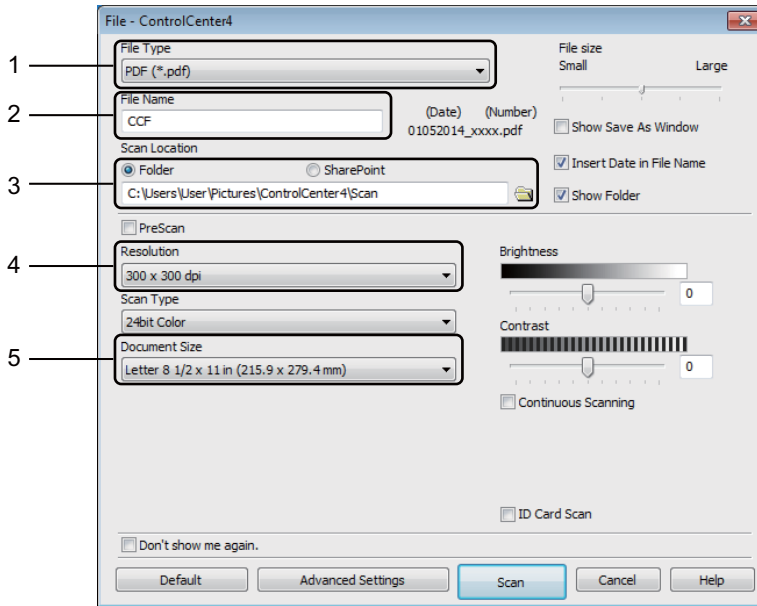 File - ControlCenter4
1
File Type
PDF (*.pdf)
File size
Small Large
2
File Name
CCF
(Date) (Number)
01052014_xxxx.pdf
Show Save As Window
Scan Location
3
Folder SharePoint
Insert Date in File Name
C:\Users\User\Pictures\ControlCenter4\Scan
Show Folder
PreScan
4
Resolution
300 x 300 dpi
Brightness
0
Scan Type
24bit Color
Contrast
5
Document Size
Letter 8 1/2 x 11 in (215.9 x 279.4 mm)
0
Continuous Scanning
ID Card Scan
Don't show me again.
Default Advanced Settings Scan Cancel Help